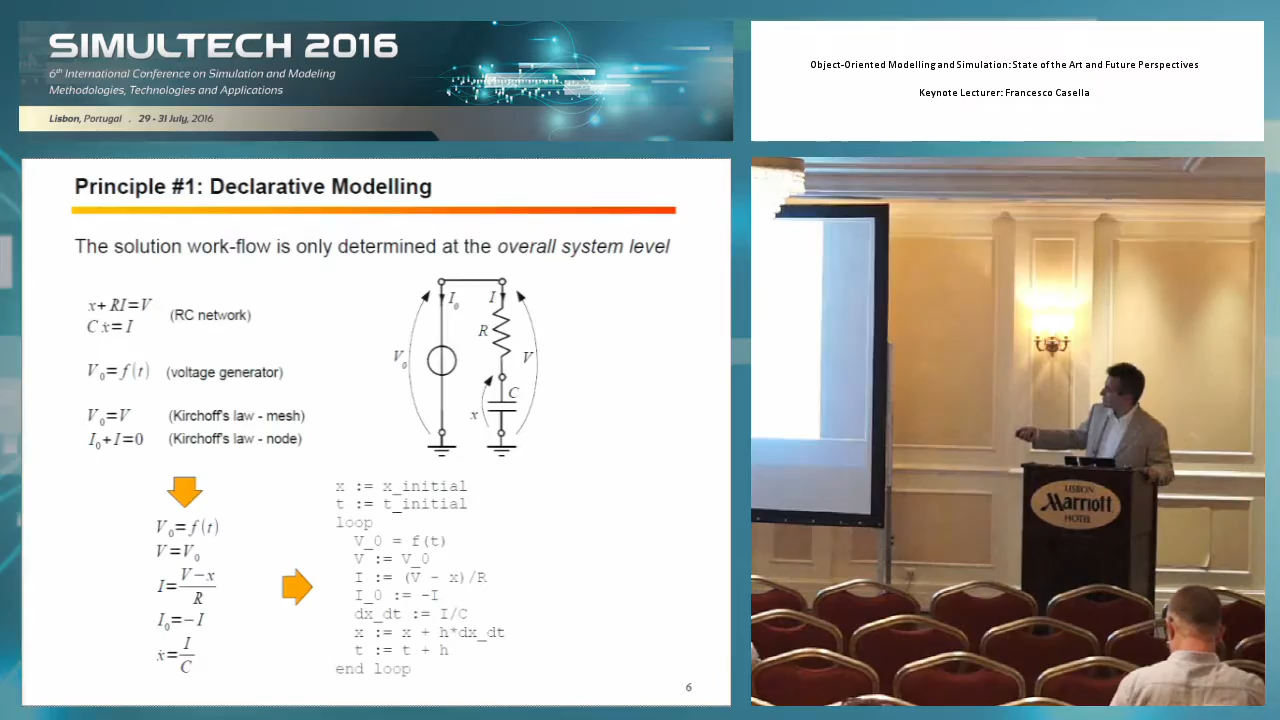 SIMULTECH 2016
6th International Conference on Simulation and Modeling
Methodologies, Technologies and Applications
Lisbon, Portugal . 29 - 31 July, 2016
Object-Oriented Modelling and Simulation: State of the Art and Future Perspectives
Keynote Lecturer: Francesco Casella
Principle #1: Declarative Modelling
The solution work-flow is only determined at the overall system level
x+RI=V
Cẋ=I
(RC network)
V₀=f(t) (voltage generator)
V₀=V (Kirchoff's law - mesh)
I₀+I=0 (Kirchoff's law - node)
I₀
I
R
V₀
V
C
x
V₀=f(t)
V=V₀
I=(V−x)/R
I₀=−I
ẋ=I/C
x := x_initial
t := t_initial
loop
V_0 = f(t)
V := V_0
I := (V - x)/R
I_0 := -I
dx_dt := I/C
x := x + h*dx_dt
t := t + h
end loop
6
LISBON
Marriott
HOTEL